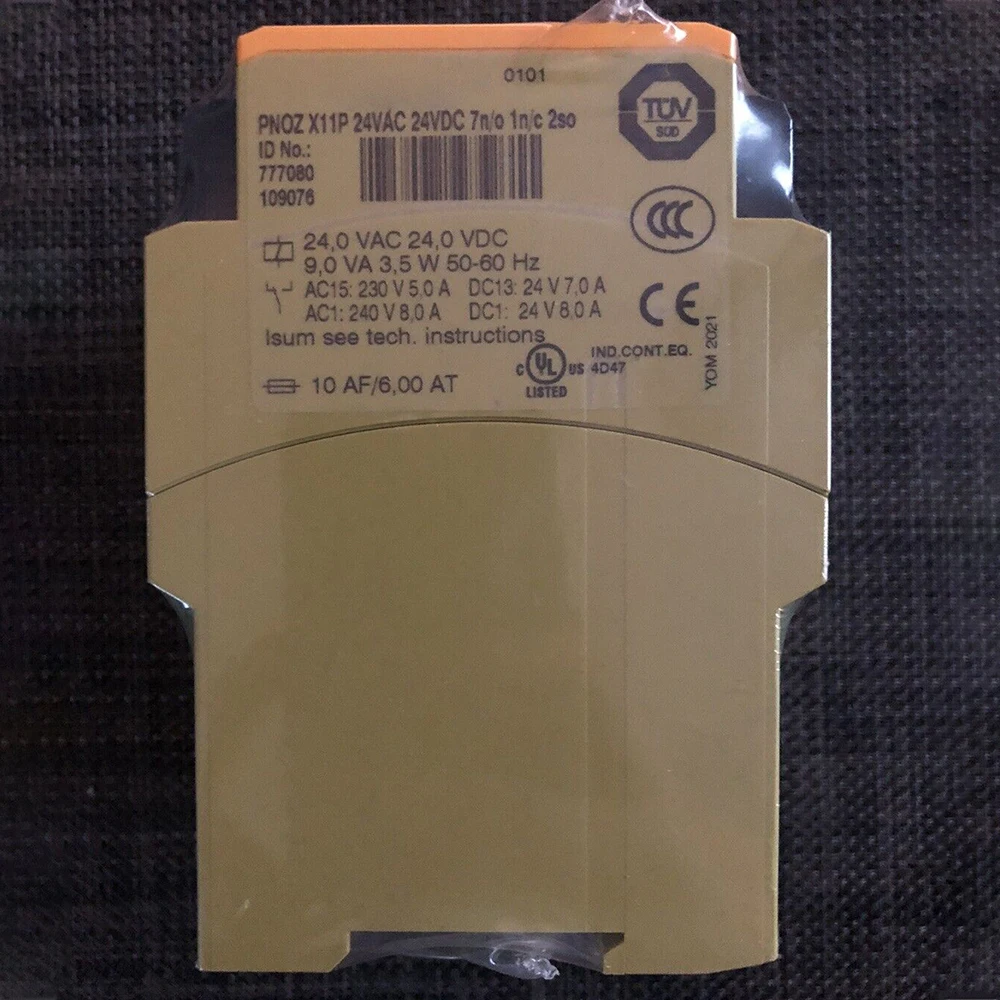 0101
PNOZ X11P 24VAC 24VDC 7n/o 1n/c 2so
ID No.:
777080
109076
TÜV
SÜD
CCC
24,0 VAC 24,0 VDC
9,0 VA 3,5 W 50-60 Hz
AC15: 230 V 5,0 A DC13: 24 V 7,0 A
AC1: 240 V 8,0 A DC1: 24 V 8,0 A
CE
Isum see tech. instructions
YOM 2021
10 AF/6,00 AT
C UL US
LISTED
IND.CONT.EQ.
4D47